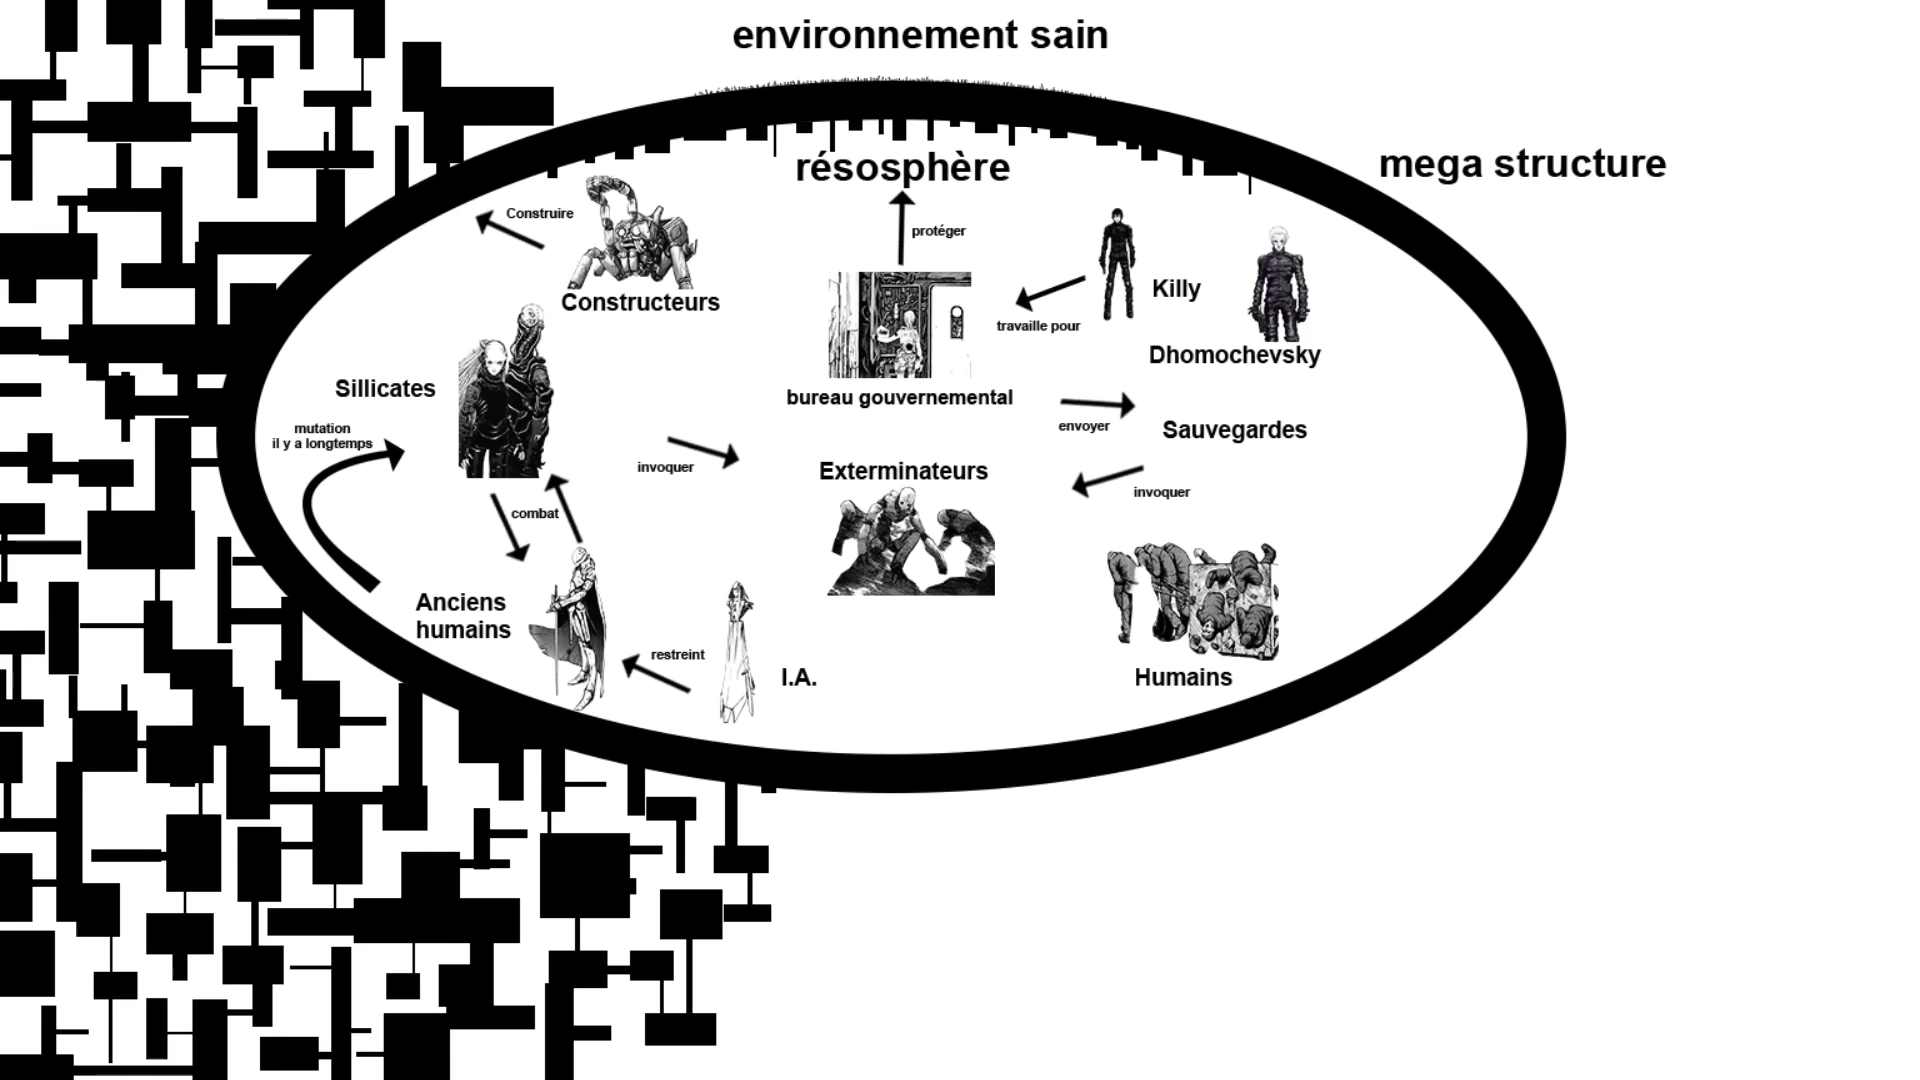 environnement sain
mega structure
résosphère
Construire
protéger
Constructeurs
Killy
travaille pour
Dhomochevsky
Sillicates
bureau gouvernemental
mutation
il y a longtemps
envoyer
Sauvegardes
invoquer
Exterminateurs
invoquer
combat
Anciens
humains
restreint
I.A.
Humains